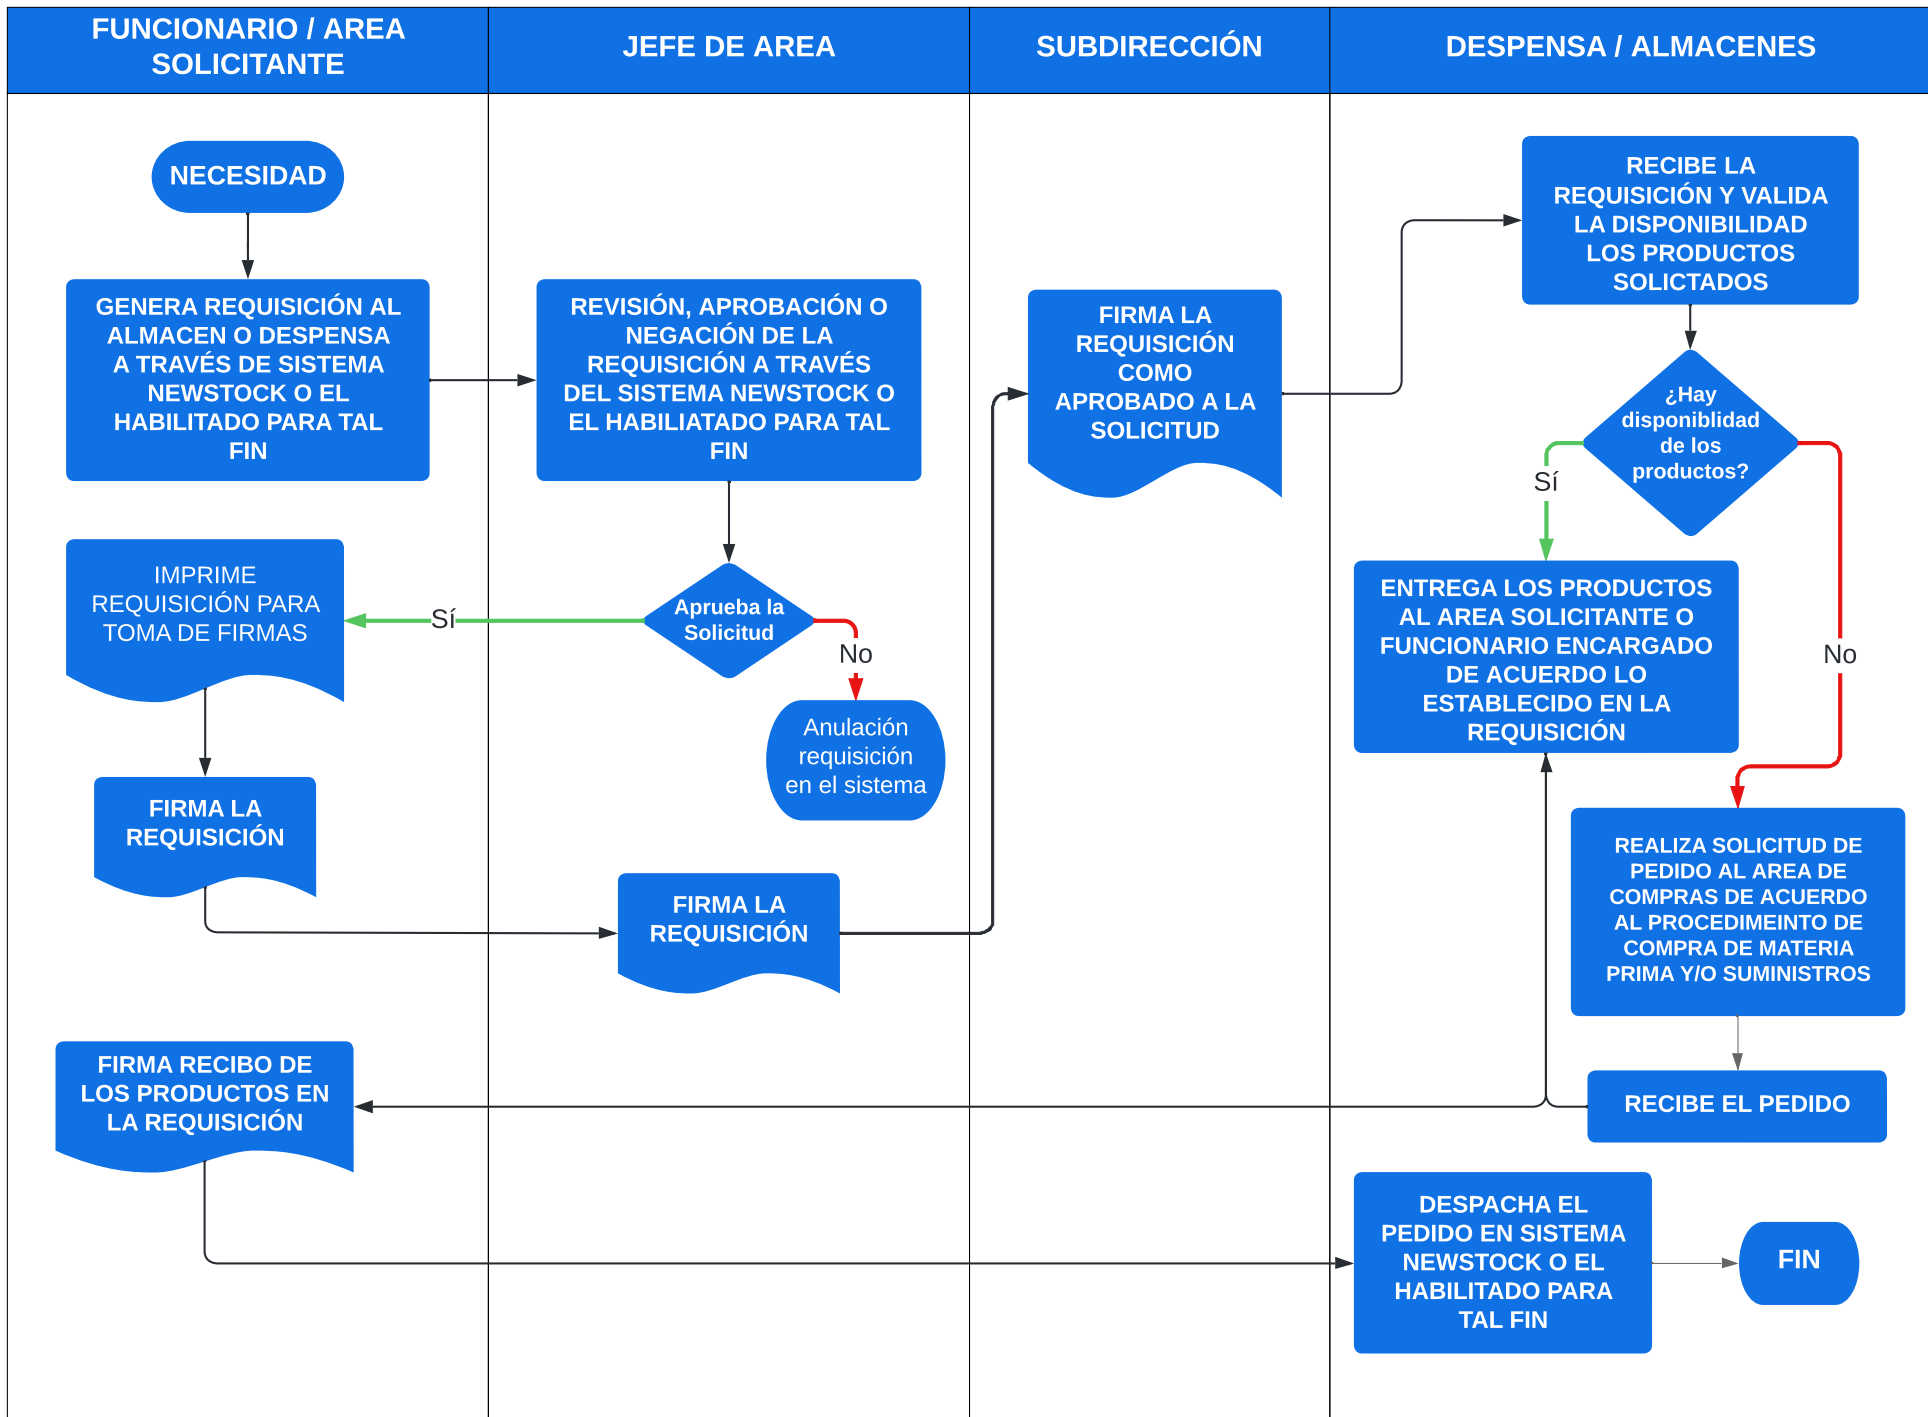 FUNCIONARIO / AREA
SOLICITANTE
JEFE DE AREA
SUBDIRECCIÓN
DESPENSA / ALMACENES
NECESIDAD
GENERA REQUISICIÓN AL
ALMACEN O DESPENSA
A TRAVÉS DE SISTEMA
NEWSTOCK O EL
HABILITADO PARA TAL
FIN
REVISIÓN, APROBACIÓN O
NEGACIÓN DE LA
REQUISICIÓN A TRAVÉS
DEL SISTEMA NEWSTOCK O
EL HABILIATADO PARA TAL
FIN
Aprueba la
Solicitud
Sí
No
Anulación
requisición
en el sistema
IMPRIME
REQUISICIÓN PARA
TOMA DE FIRMAS
FIRMA LA
REQUISICIÓN
FIRMA LA
REQUISICIÓN
FIRMA LA
REQUISICIÓN
COMO
APROBADO A LA
SOLICITUD
RECIBE LA
REQUISICIÓN Y VALIDA
LA DISPONIBILIDAD
LOS PRODUCTOS
SOLICTADOS
¿Hay
disponiblidad
de los
productos?
Sí
No
ENTREGA LOS PRODUCTOS
AL AREA SOLICITANTE O
FUNCIONARIO ENCARGADO
DE ACUERDO LO
ESTABLECIDO EN LA
REQUISICIÓN
REALIZA SOLICITUD DE
PEDIDO AL AREA DE
COMPRAS DE ACUERDO
AL PROCEDIMEINTO DE
COMPRA DE MATERIA
PRIMA Y/O SUMINISTROS
RECIBE EL PEDIDO
FIRMA RECIBO DE
LOS PRODUCTOS EN
LA REQUISICIÓN
DESPACHA EL
PEDIDO EN SISTEMA
NEWSTOCK O EL
HABILITADO PARA
TAL FIN
FIN